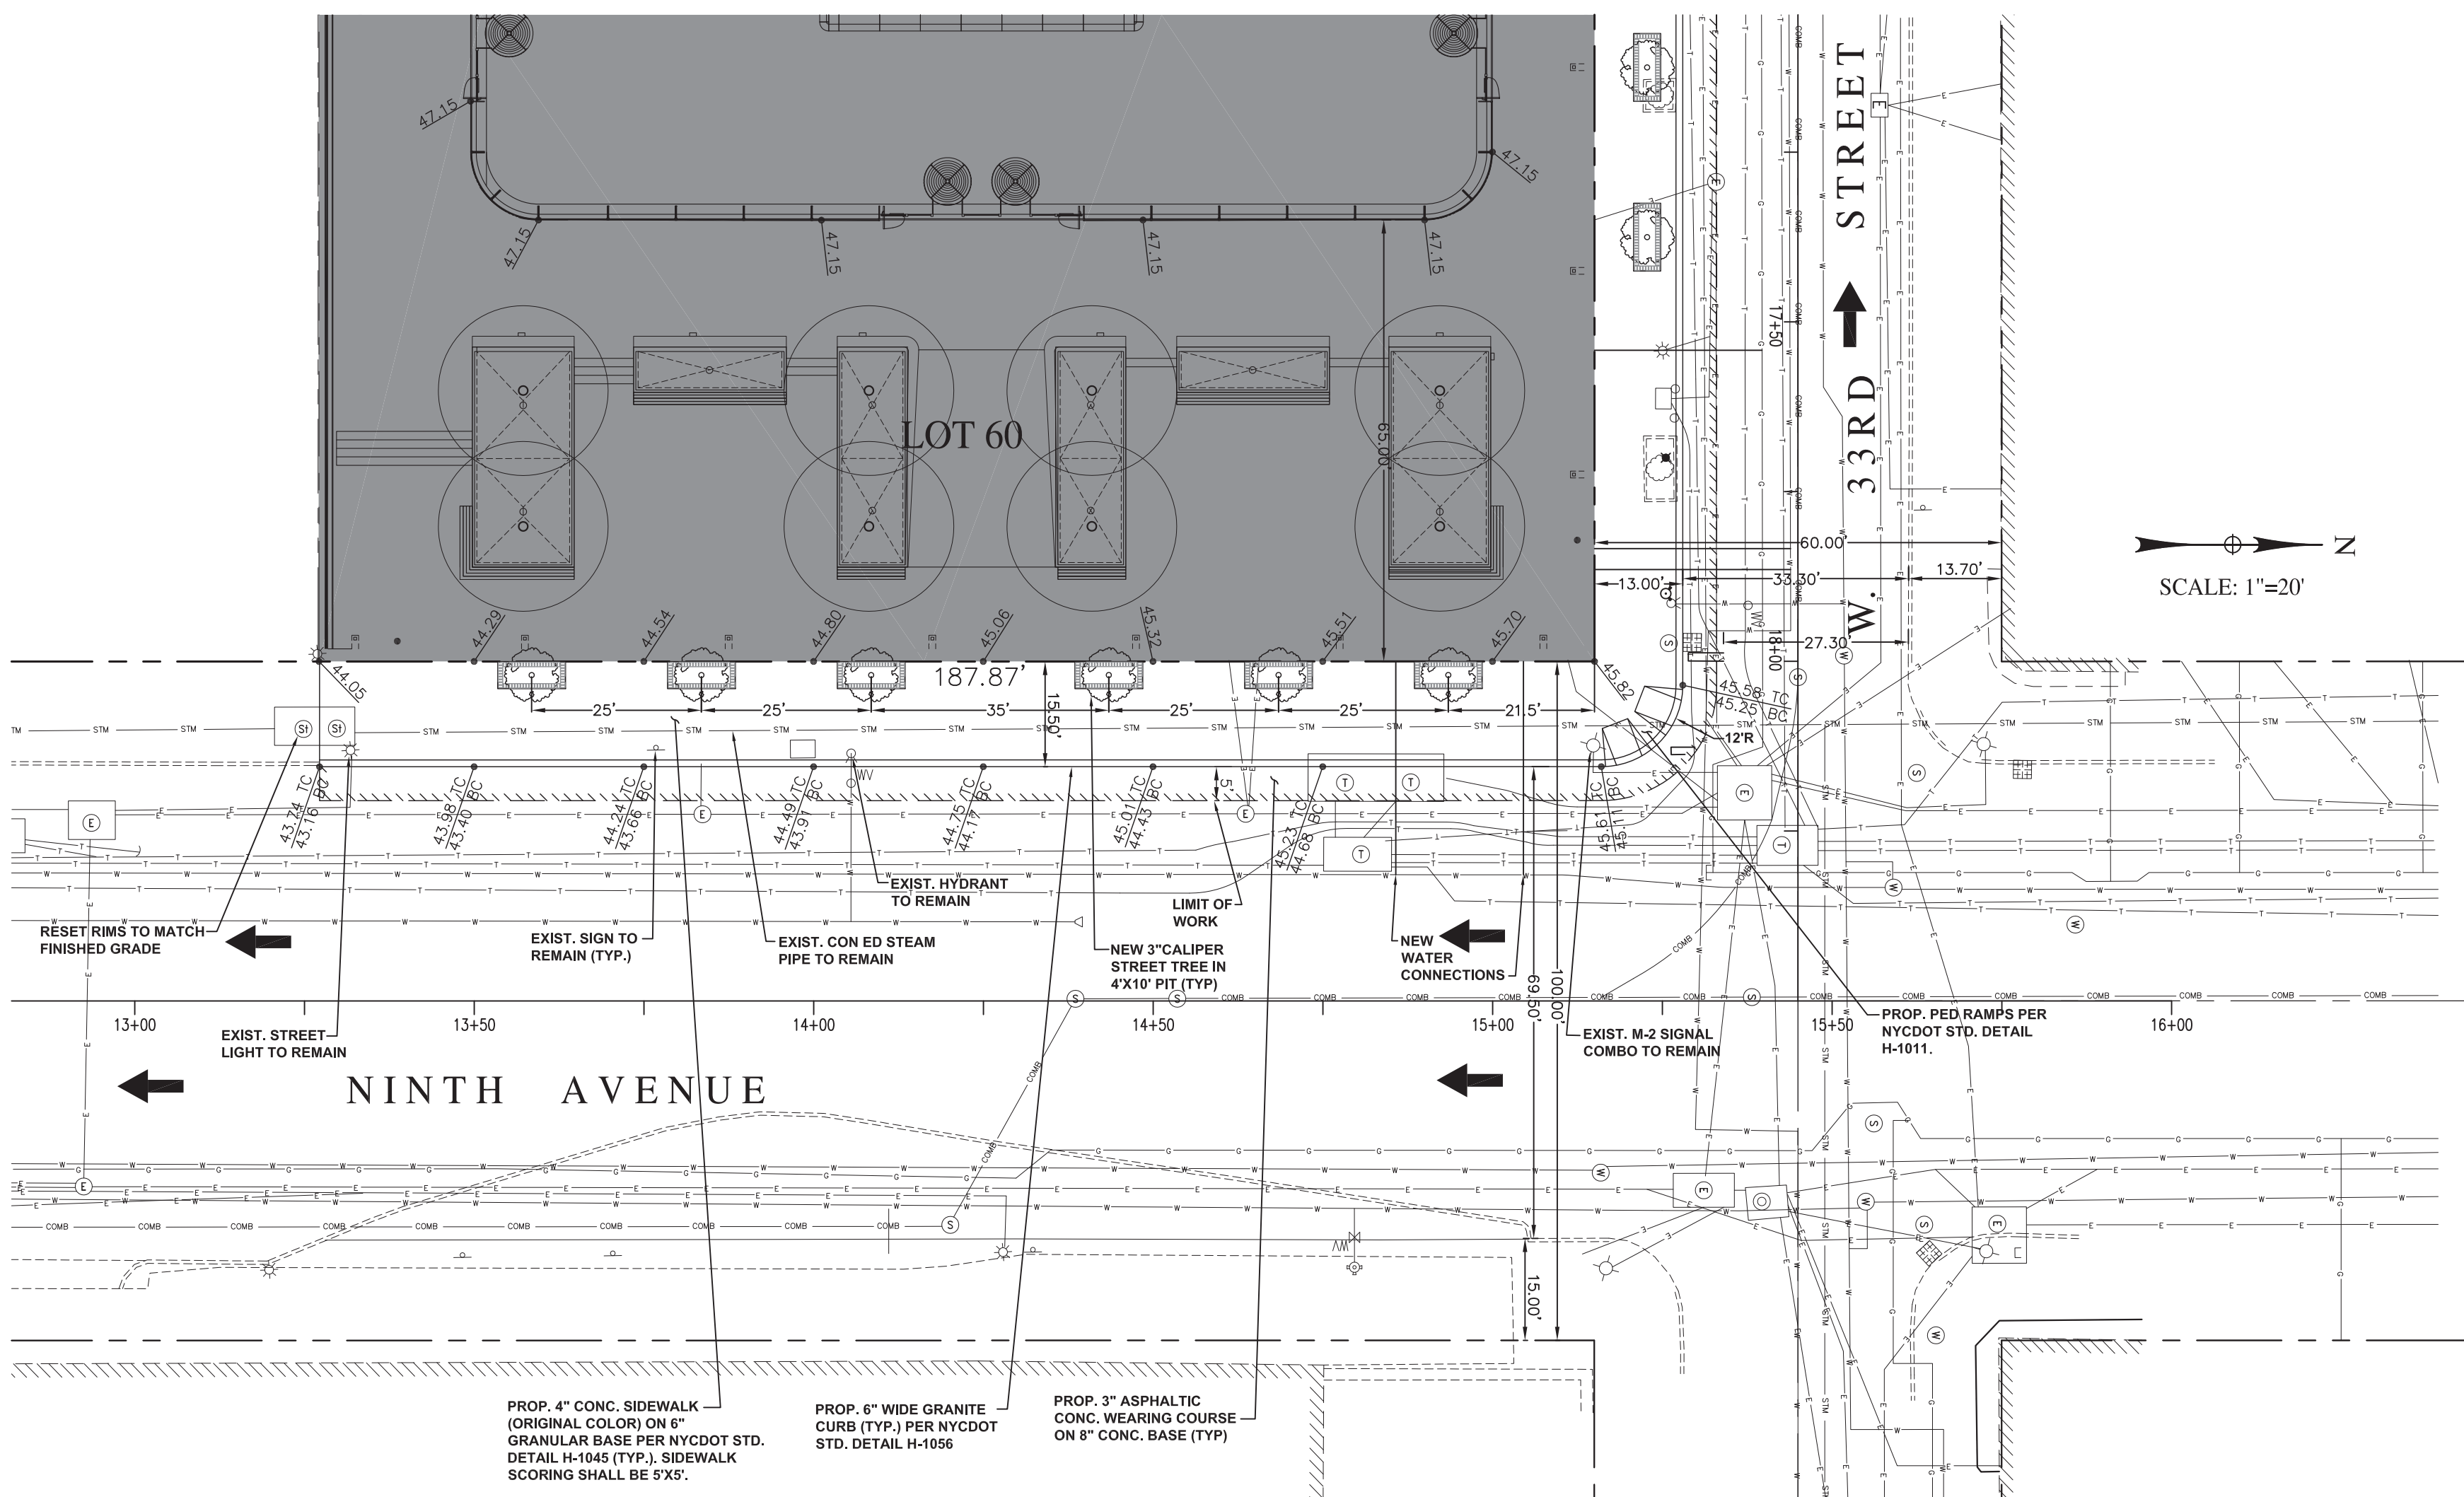 47.15
47.15
47.15
47.15
47.15
47.15
LOT 60
65.00'
W. 33RD STREET
17+50
18+00
60.00'
13.00'
33.30'
13.70'
27.30'
N
SCALE: 1"=20'
44.29
44.54
44.80
45.06
45.32
45.51
45.70
44.05
45.82
187.87'
15.50'
25'
25'
35'
25'
25'
21.5'
45.58 TC
45.25 BC
12'R
5'
43.74 TC
43.16 BC
43.98 TC
43.40 BC
44.24 TC
43.66 BC
44.49 TC
43.91 BC
44.75 TC
44.17 BC
45.01 TC
44.43 BC
45.23 TC
44.68 BC
45.61 TC
45.11 BC
WV
WV
RESET RIMS TO MATCH
FINISHED GRADE
EXIST. SIGN TO
REMAIN (TYP.)
EXIST. CON ED STEAM
PIPE TO REMAIN
EXIST. HYDRANT
TO REMAIN
LIMIT OF
WORK
NEW 3"CALIPER
STREET TREE IN
4'X10' PIT (TYP)
NEW
WATER
CONNECTIONS
69.50'
100.00'
13+00
13+50
14+00
14+50
15+00
15+50
16+00
EXIST. STREET
LIGHT TO REMAIN
EXIST. M-2 SIGNAL
COMBO TO REMAIN
PROP. PED RAMPS PER
NYCDOT STD. DETAIL
H-1011.
NINTH AVENUE
15.00'
PROP. 4" CONC. SIDEWALK
(ORIGINAL COLOR) ON 6"
GRANULAR BASE PER NYCDOT STD.
DETAIL H-1045 (TYP.). SIDEWALK
SCORING SHALL BE 5'X5'.
PROP. 6" WIDE GRANITE
CURB (TYP.) PER NYCDOT
STD. DETAIL H-1056
PROP. 3" ASPHALTIC
CONC. WEARING COURSE
ON 8" CONC. BASE (TYP)